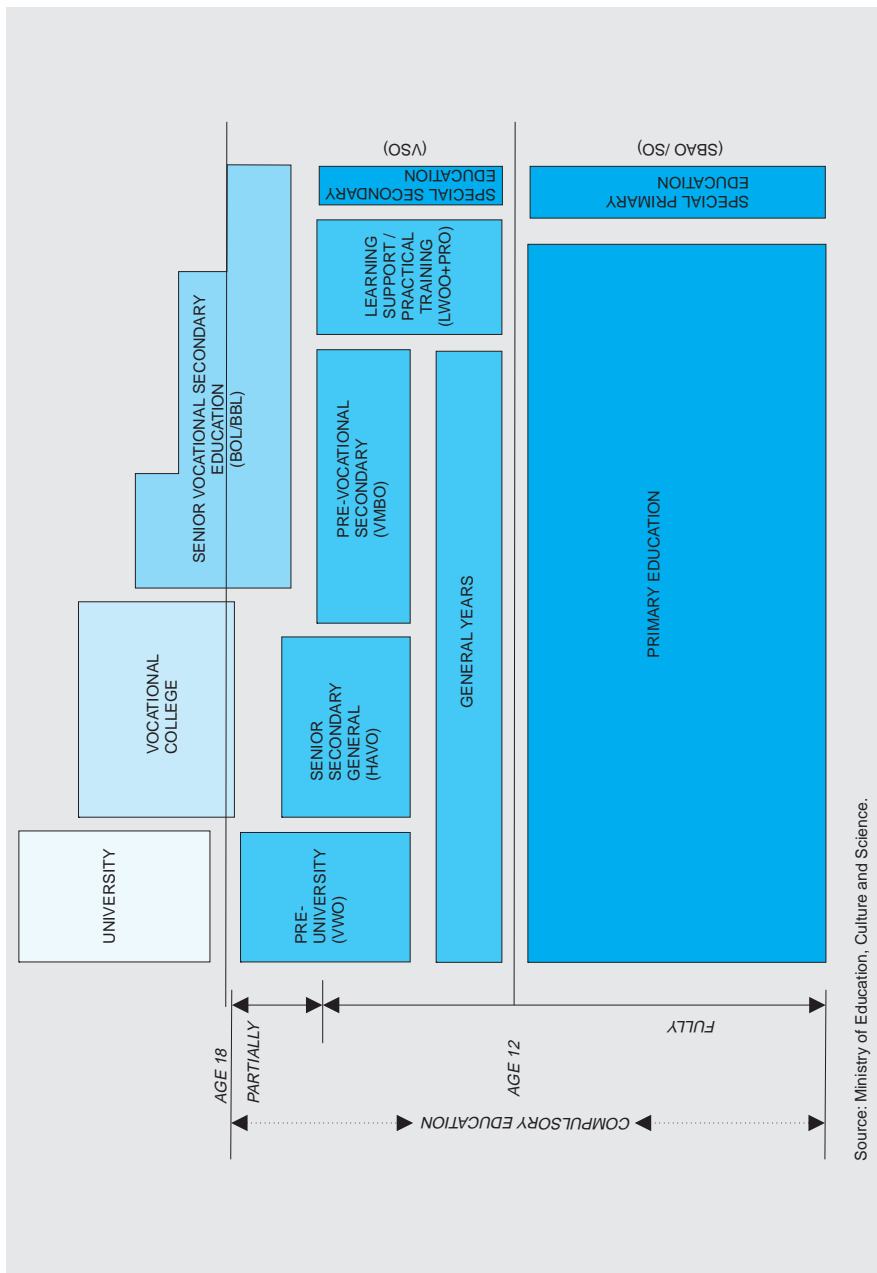 UNIVERSITY
VOCATIONAL
COLLEGE
SENIOR VOCATIONAL SECONDARY
EDUCATION
(BOL/BBL)
AGE 18
PARTIALLY
PRE-
UNIVERSITY
(VWO)
SENIOR
SECONDARY
GENERAL
(HAVO)
PRE-VOCATIONAL
SECONDARY
(VMBO)
LEARNING
SUPPORT /
PRACTICAL
TRAINING
(LWOO+PRO)
SPECIAL SECONDARY
EDUCATION
(VSO)
GENERAL YEARS
AGE 12
COMPULSORY EDUCATION
FULLY
PRIMARY EDUCATION
SPECIAL PRIMARY
EDUCATION
(SBAO /SO)
Source: Ministry of Education, Culture and Science.